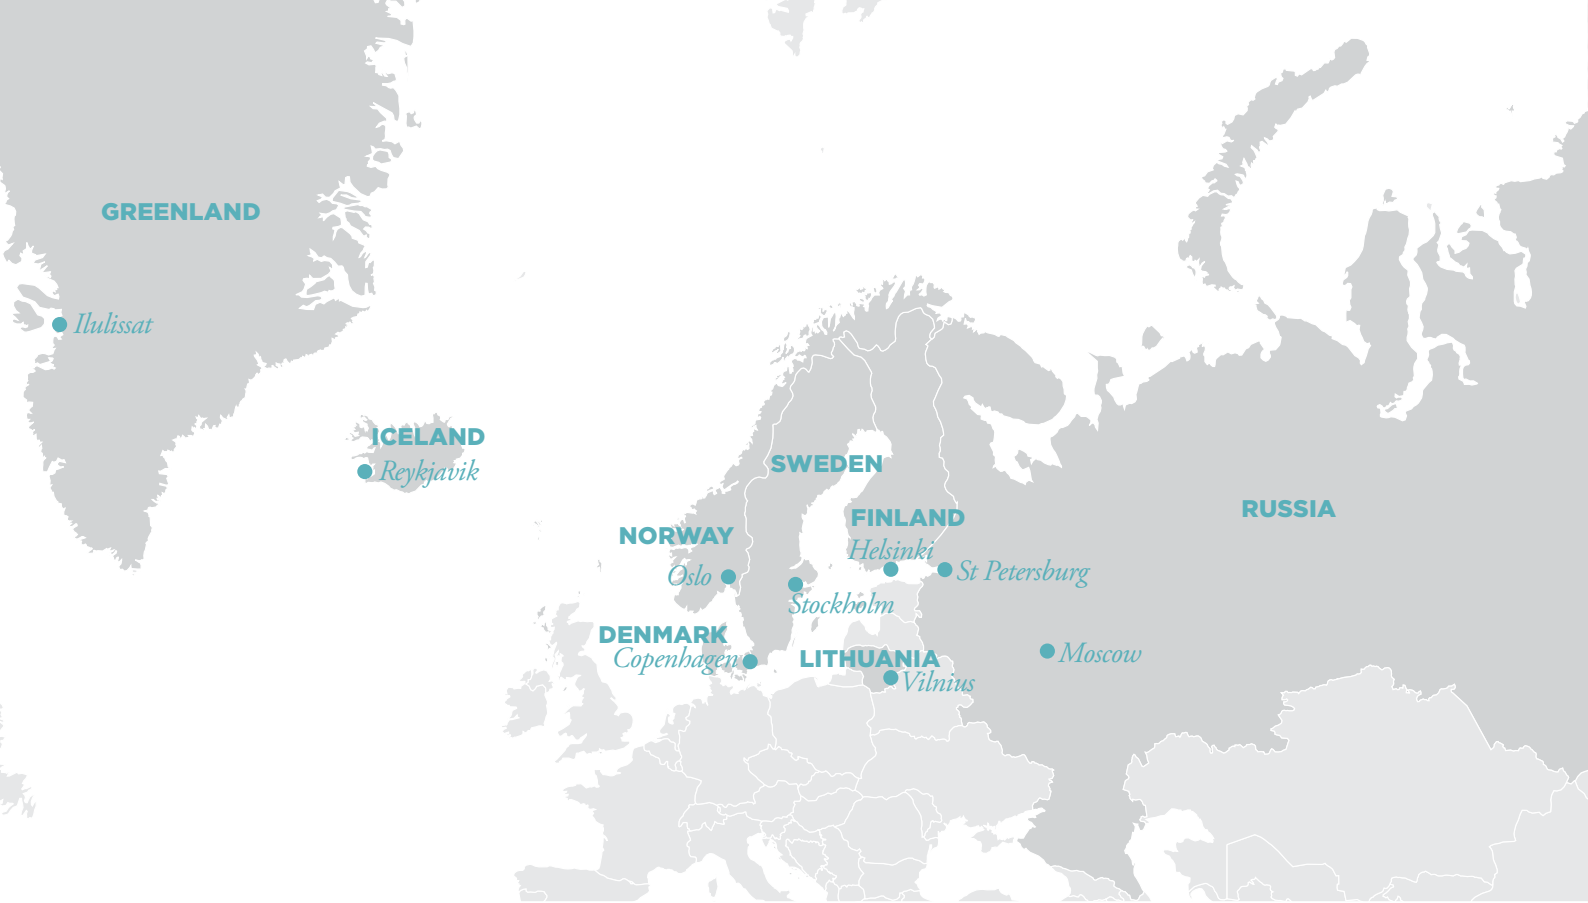 GREENLAND
Ilulissat
ICELAND
Reykjavik
SWEDEN
NORWAY
Oslo
FINLAND
Helsinki
St Petersburg
Stockholm
RUSSIA
DENMARK
Copenhagen
LITHUANIA
Vilnius
Moscow